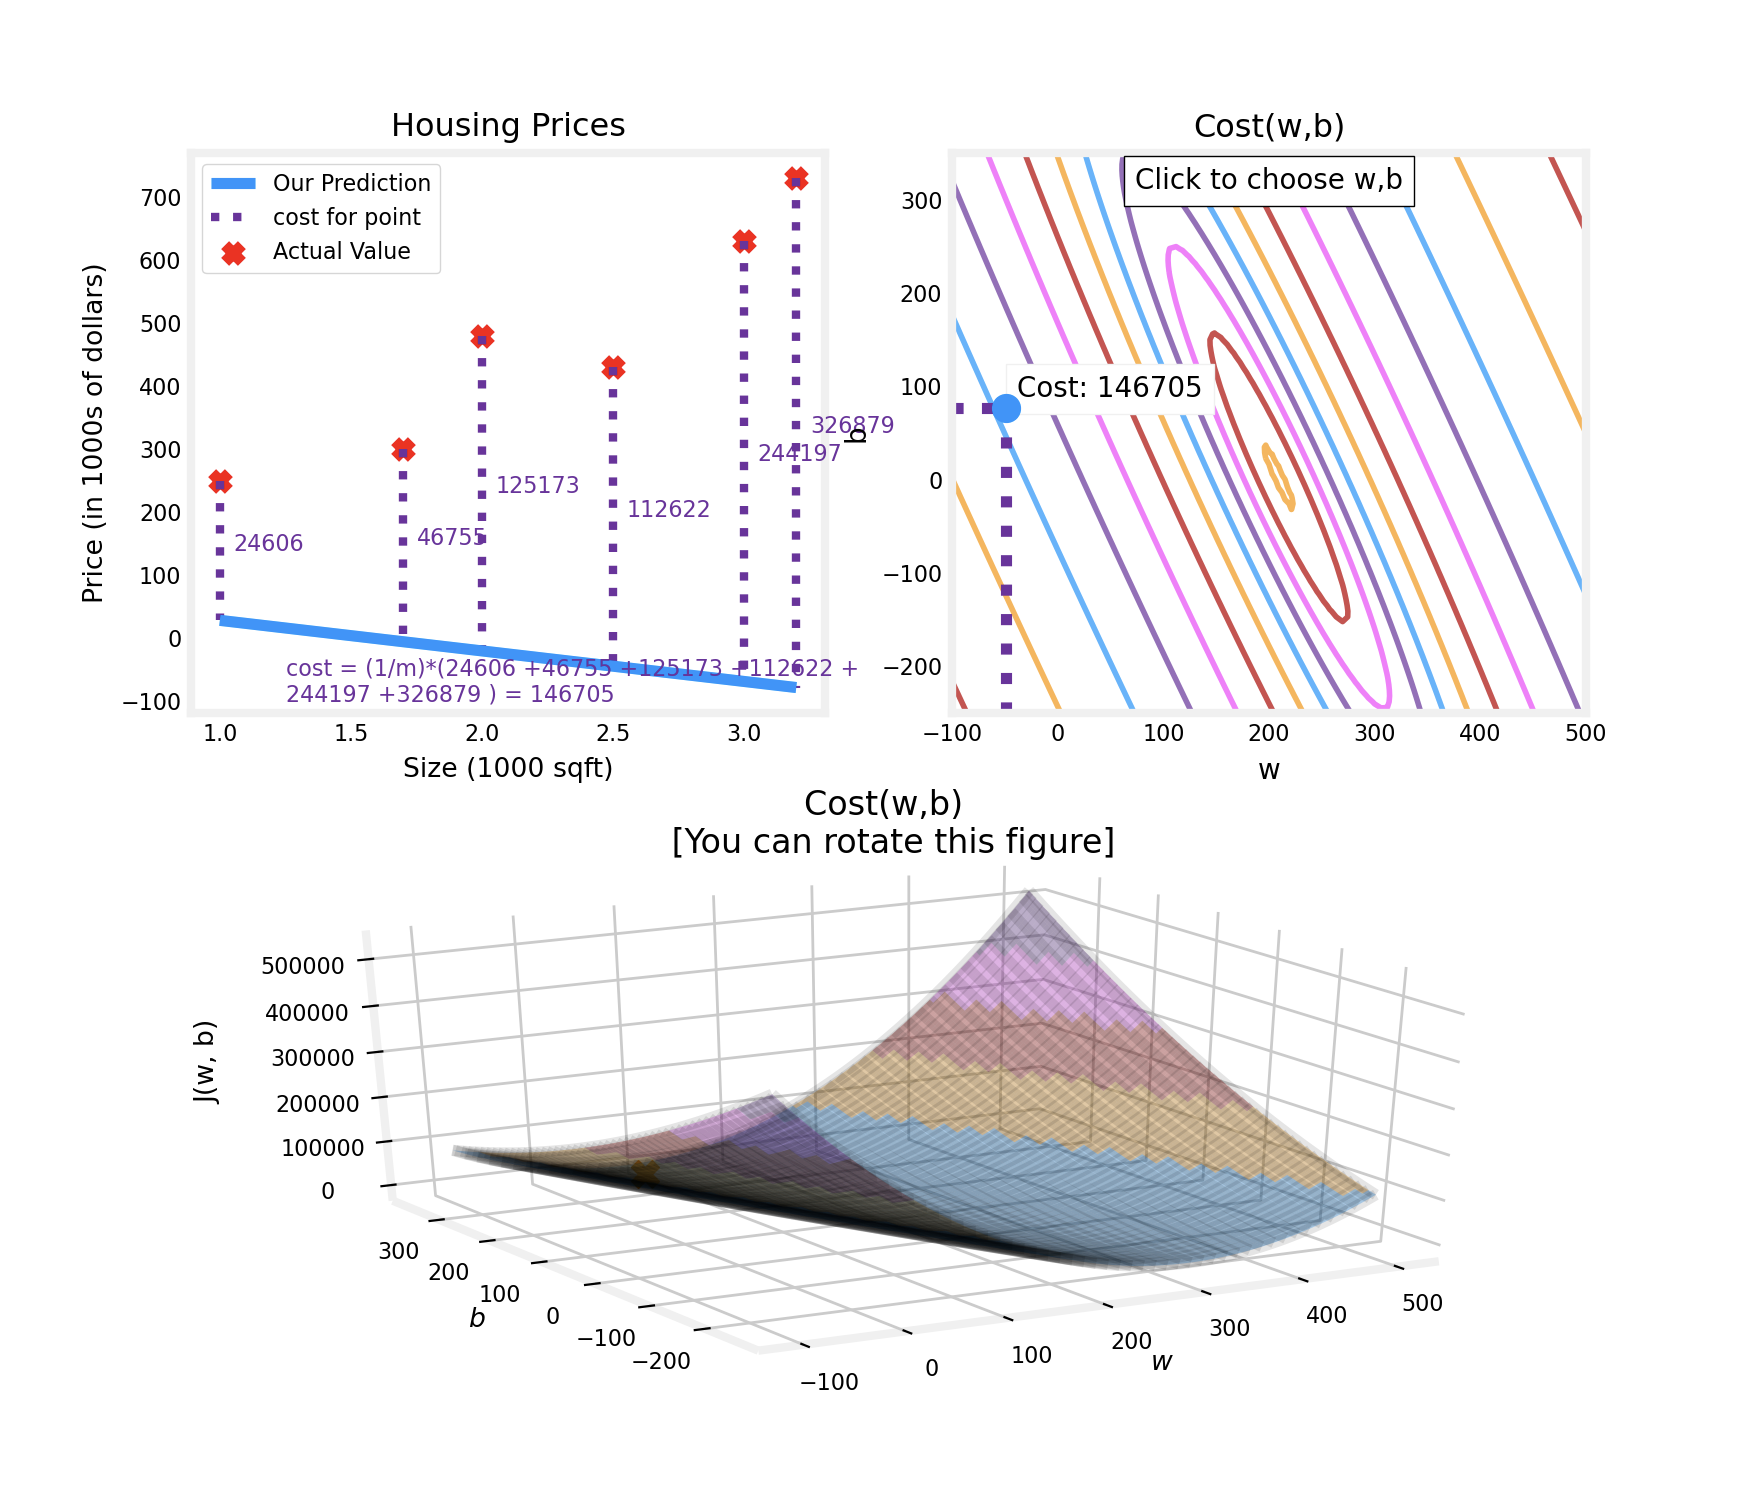 Housing Prices
Our Prediction
cost for point
Actual Value
Price (in 1000s of dollars)
700
600
500
400
300
200
100
0
−100
24606
46755
125173
112622
244197
326879
cost = (1/m)*(24606 +46755 +125173 +112622 +
244197 +326879 ) = 146705
1.0
1.5
2.0
2.5
3.0
Size (1000 sqft)
Cost(w,b)
Click to choose w,b
Cost: 146705
b
300
200
100
0
−100
−200
−100
0
100
200
300
400
500
w
Cost(w,b)
[You can rotate this figure]
J(w, b)
500000
400000
300000
200000
100000
0
300
200
100
0
−100
−200
b
−100
0
100
200
300
400
500
w